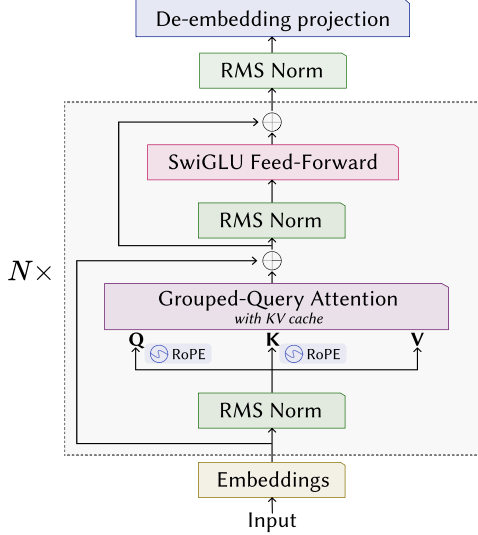 De-embedding projection
RMS Norm
SwiGLU Feed-Forward
RMS Norm
N×
Grouped-Query Attention
with KV cache
Q K V
RoPE RoPE
RMS Norm
Embeddings
Input